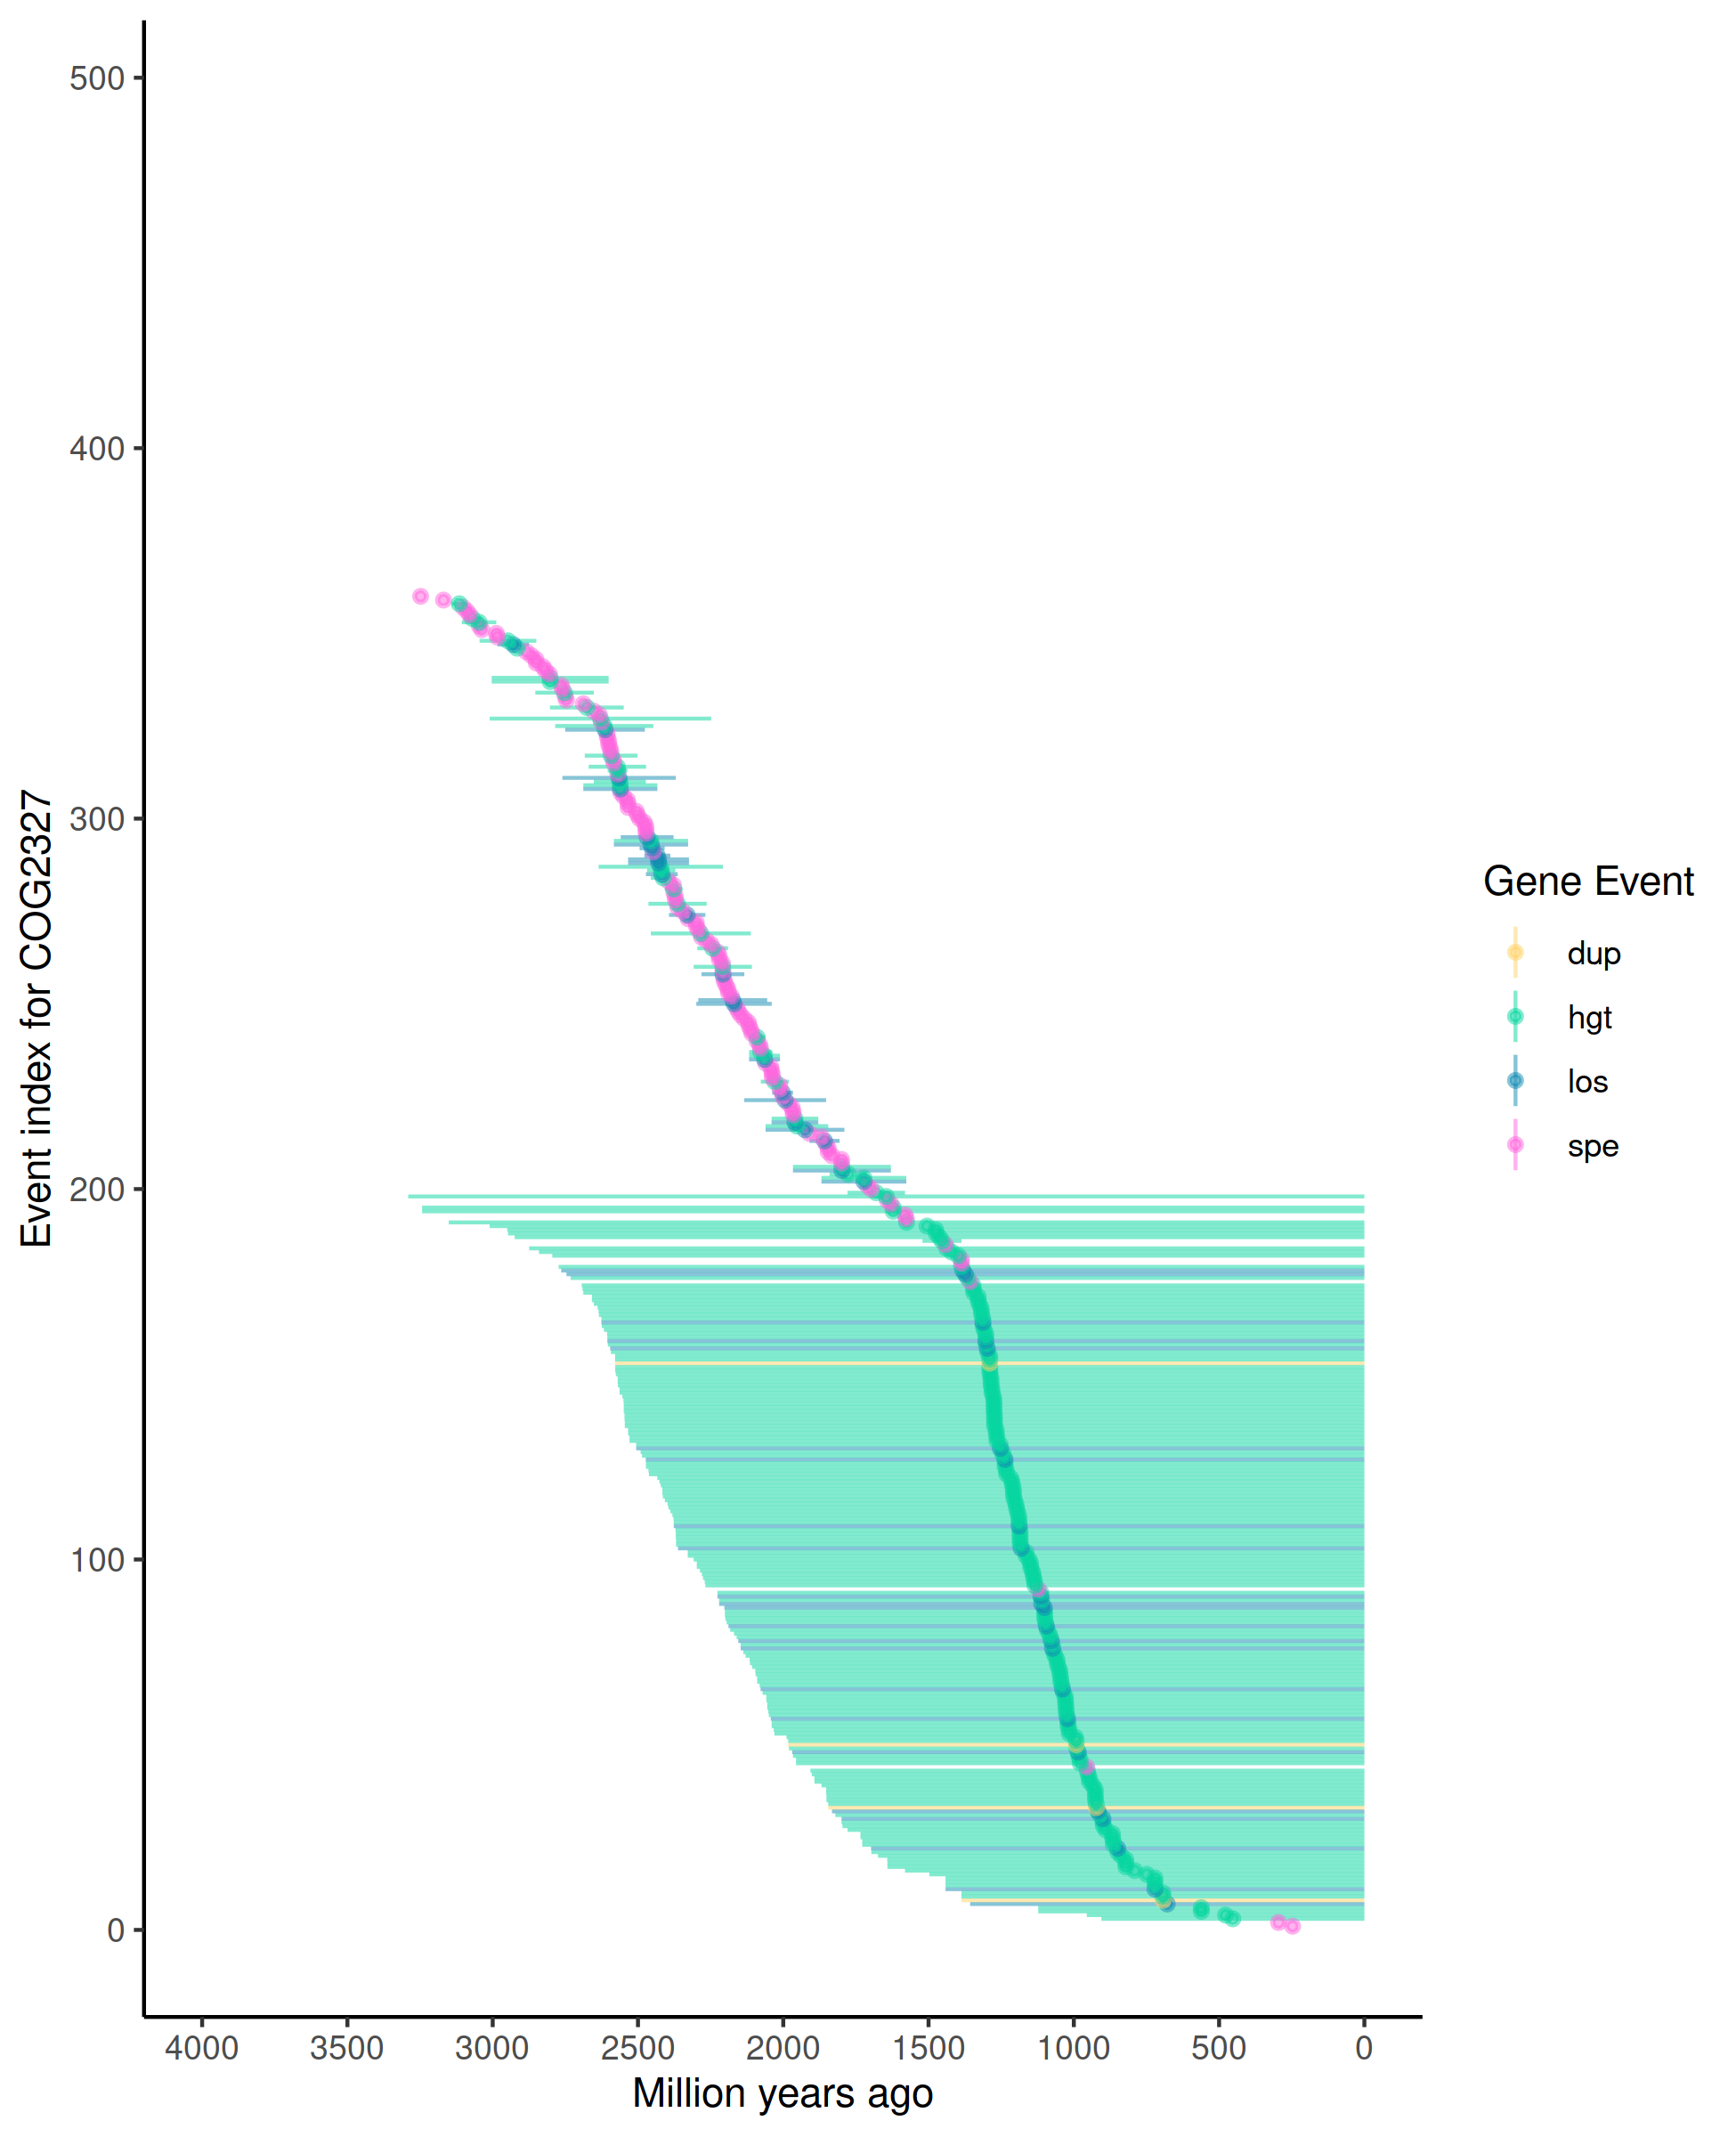 500
400
300
200
100
0
Event index for COG2327
4000 3500 3000 2500 2000 1500 1000 500 0
Million years ago
Gene Event
dup
hgt
los
spe